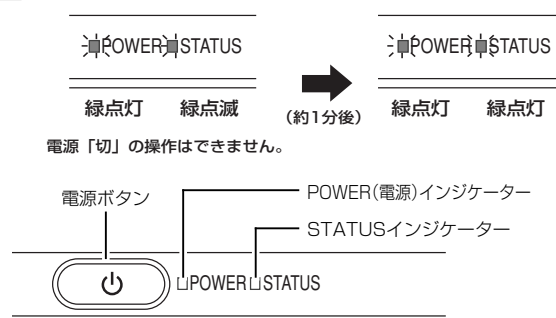 POWER STATUS
POWER STATUS
緑点灯 緑点滅
(約1分後)
緑点灯 緑点灯
電源「切」の操作はできません。
電源ボタン
POWER(電源)インジケーター
STATUSインジケーター
POWER STATUS